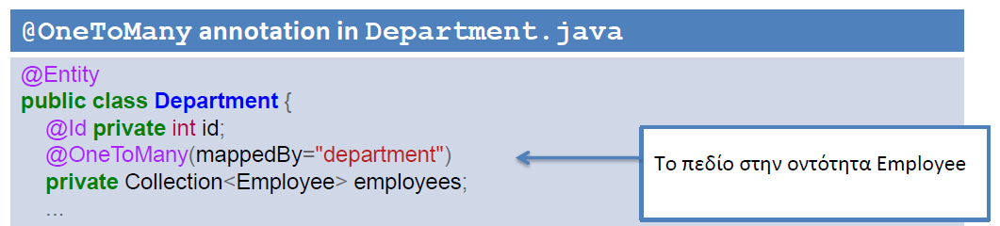 @OneToMany annotation in Department.java
@Entity
public class Department {
@Id private int id;
@OneToMany(mappedBy="department")
private Collection<Employee> employees;
...
Το πεδίο στην οντότητα Employee